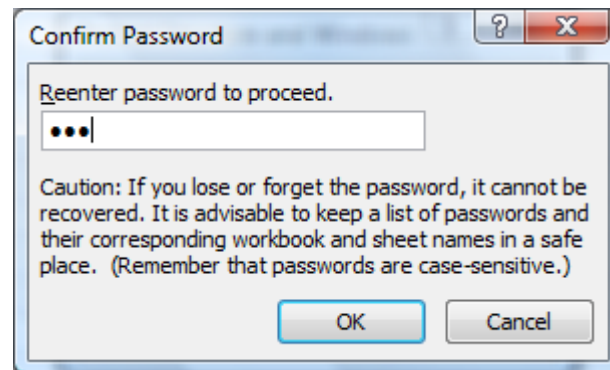 Confirm Password
Reenter password to proceed.
●●●
Caution: If you lose or forget the password, it cannot be
recovered. It is advisable to keep a list of passwords and
their corresponding workbook and sheet names in a safe
place.  (Remember that passwords are case-sensitive.)
OK Cancel